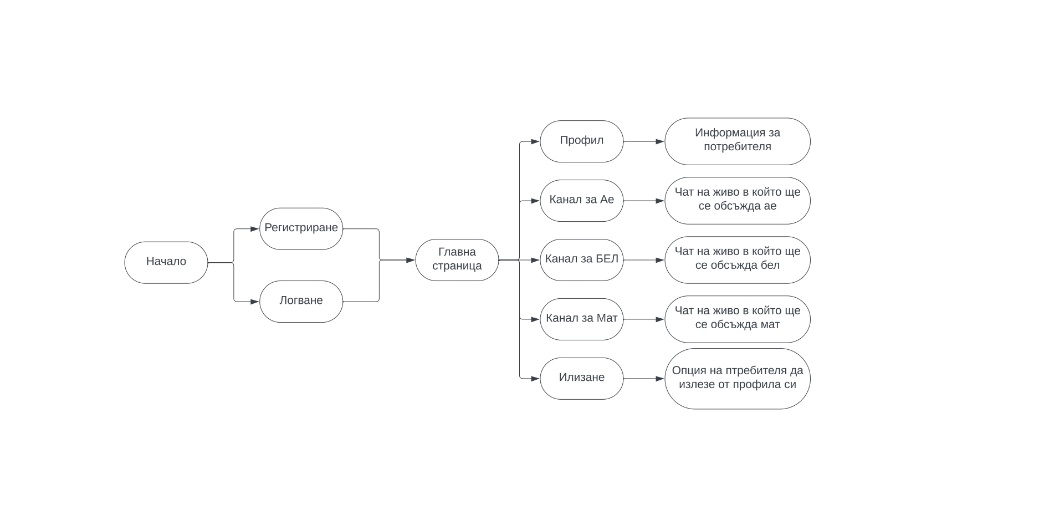 Начало
Регистриране
Логване
Главна
страница
Профил
Информация за
потребителя
Канал за Ае
Чат на живо в който ще
се обсъжда ае
Канал за БЕЛ
Чат на живо в който ще
се обсъжда бел
Канал за Мат
Чат на живо в който ще
се обсъжда мат
Илизане
Опция на птребителя да
излезе от профила си